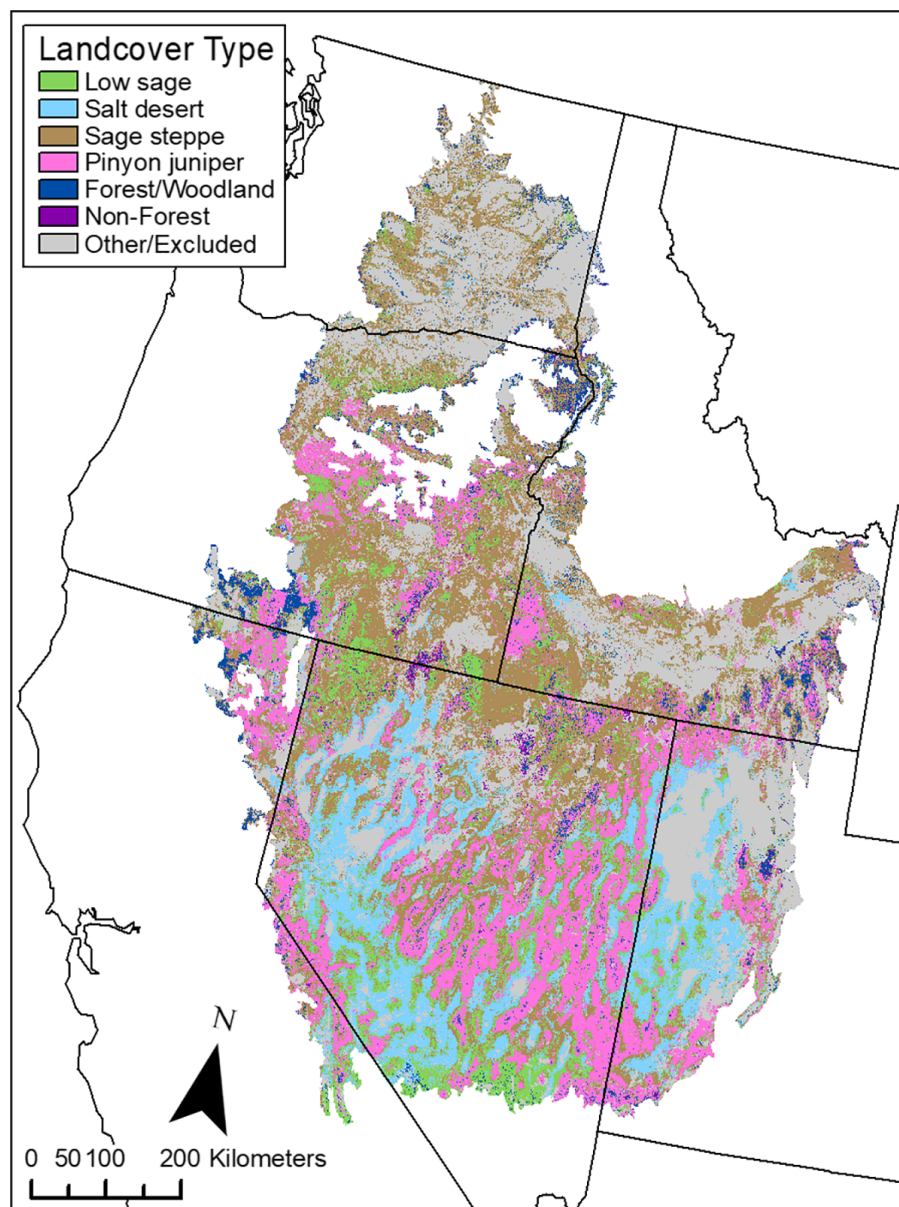 Landcover Type
Low sage
Salt desert
Sage steppe
Pinyon juniper
Forest/Woodland
Non-Forest
Other/Excluded
N
0 50 100 200 Kilometers